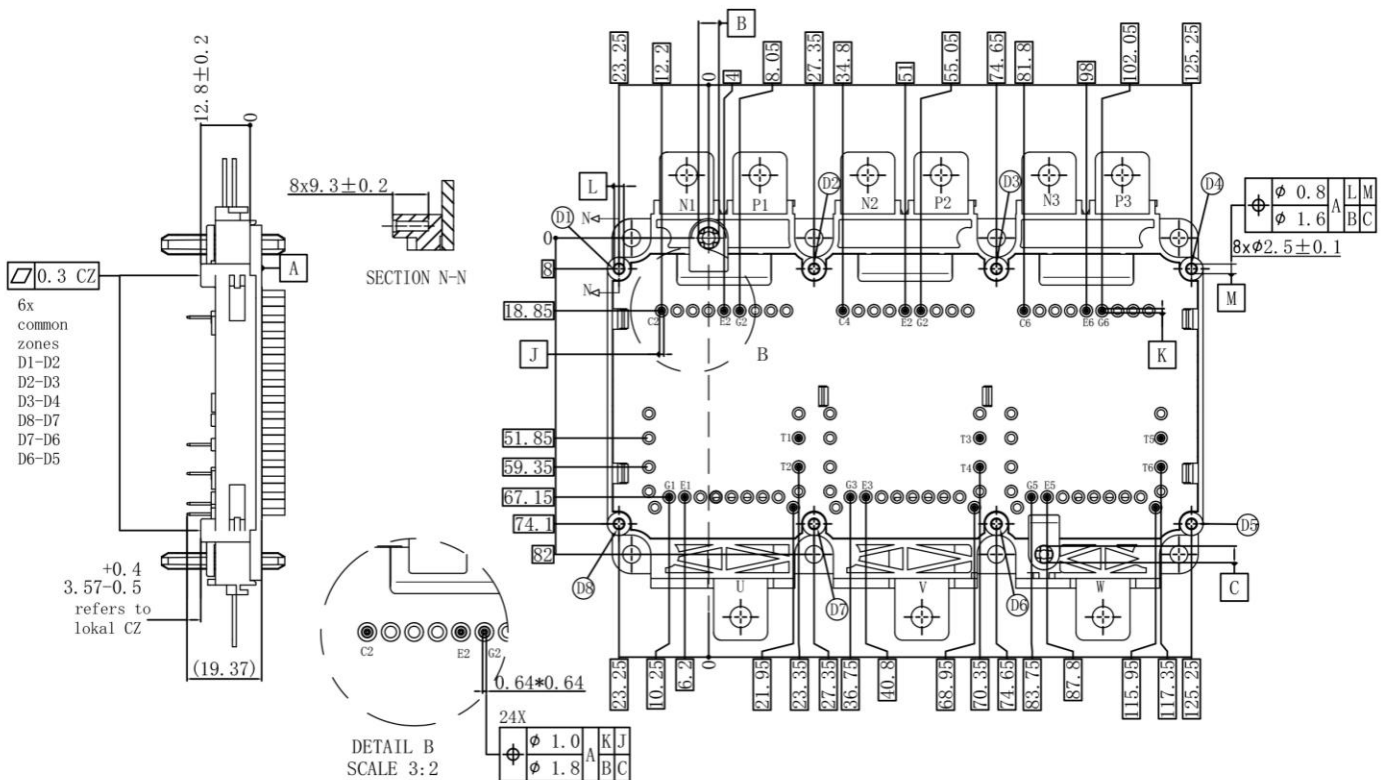 12.8±0.2
0
A
⏥ 0.3 CZ
6x
common
zones
D1-D2
D2-D3
D3-D4
D8-D7
D7-D6
D6-D5
+0.4
3.57-0.5
refers to
lokal CZ
(19.37)
8x9.3±0.2
SECTION N-N
B
23.25
12.2
0
4
8.05
27.35
34.8
51
55.05
74.65
81.8
98
102.05
125.25
L
N
N
D1
D2
D3
D4
N1
P1
N2
P2
N3
P3
⌖ ϕ 0.8 A L M
ϕ 1.6 B C
8xϕ2.5±0.1
M
0
8
18.85
C2
E2
G2
C4
E2
G2
C6
E6
G6
J
B
K
51.85
T1
T3
T5
59.35
T2
T4
T6
67.15
G1
E1
G3
E3
G5
E5
74.1
82
D8
D7
D6
D5
U
V
W
C
23.25
10.25
6.2
0
21.95
23.35
27.35
36.75
40.8
68.95
70.35
74.65
83.75
87.8
115.95
117.35
125.25
C2
E2
G2
0.64*0.64
24X
⌖ ϕ 1.0 A K J
ϕ 1.8 B C
DETAIL B
SCALE 3:2